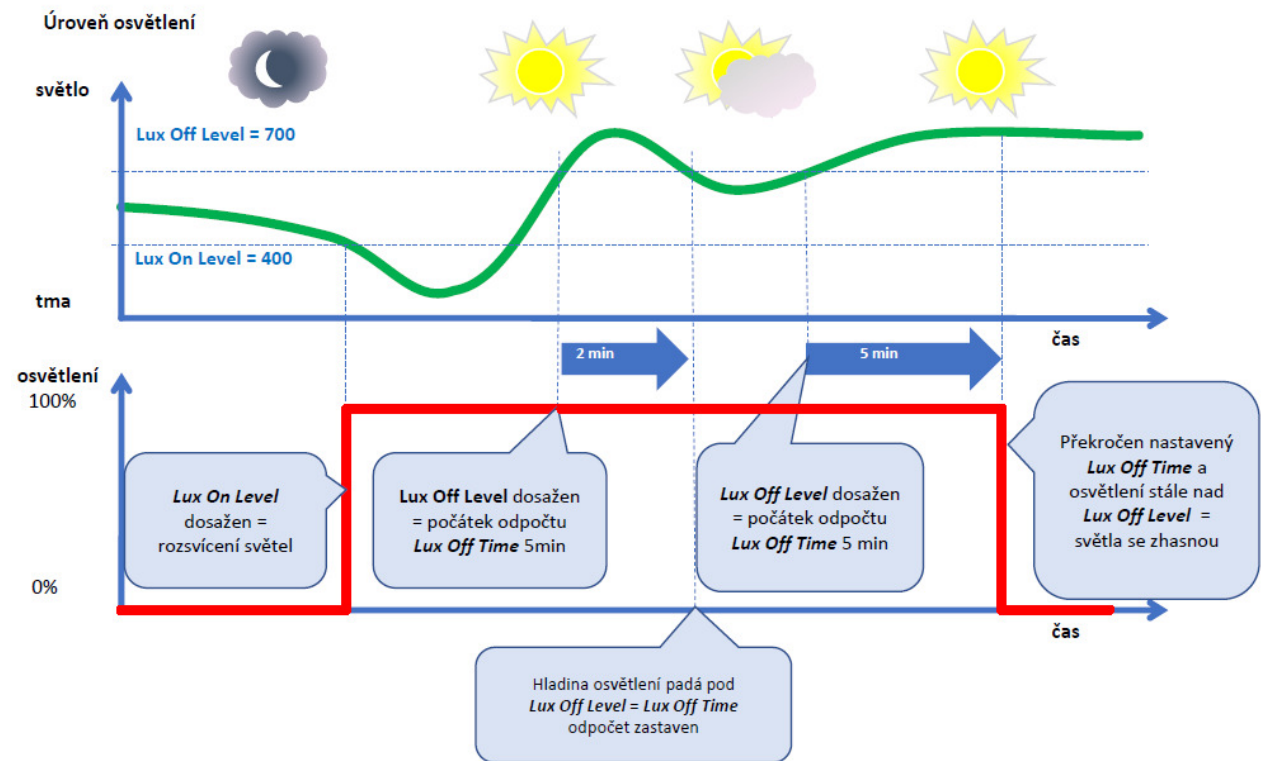 Úroveň osvětlení
světlo
Lux Off Level = 700
Lux On Level = 400
tma
čas
2 min
5 min
osvětlení
100%
Lux On Level
dosažen =
rozsvícení světel
Lux Off Level dosažen
= počátek odpočtu
Lux Off Time 5min
Lux Off Level dosažen
= počátek odpočtu
Lux Off Time 5 min
Překročen nastavený
Lux Off Time a
osvětlení stále nad
Lux Off Level =
světla se zhasnou
0%
čas
Hladina osvětlení padá pod
Lux Off Level = Lux Off Time
odpočet zastaven